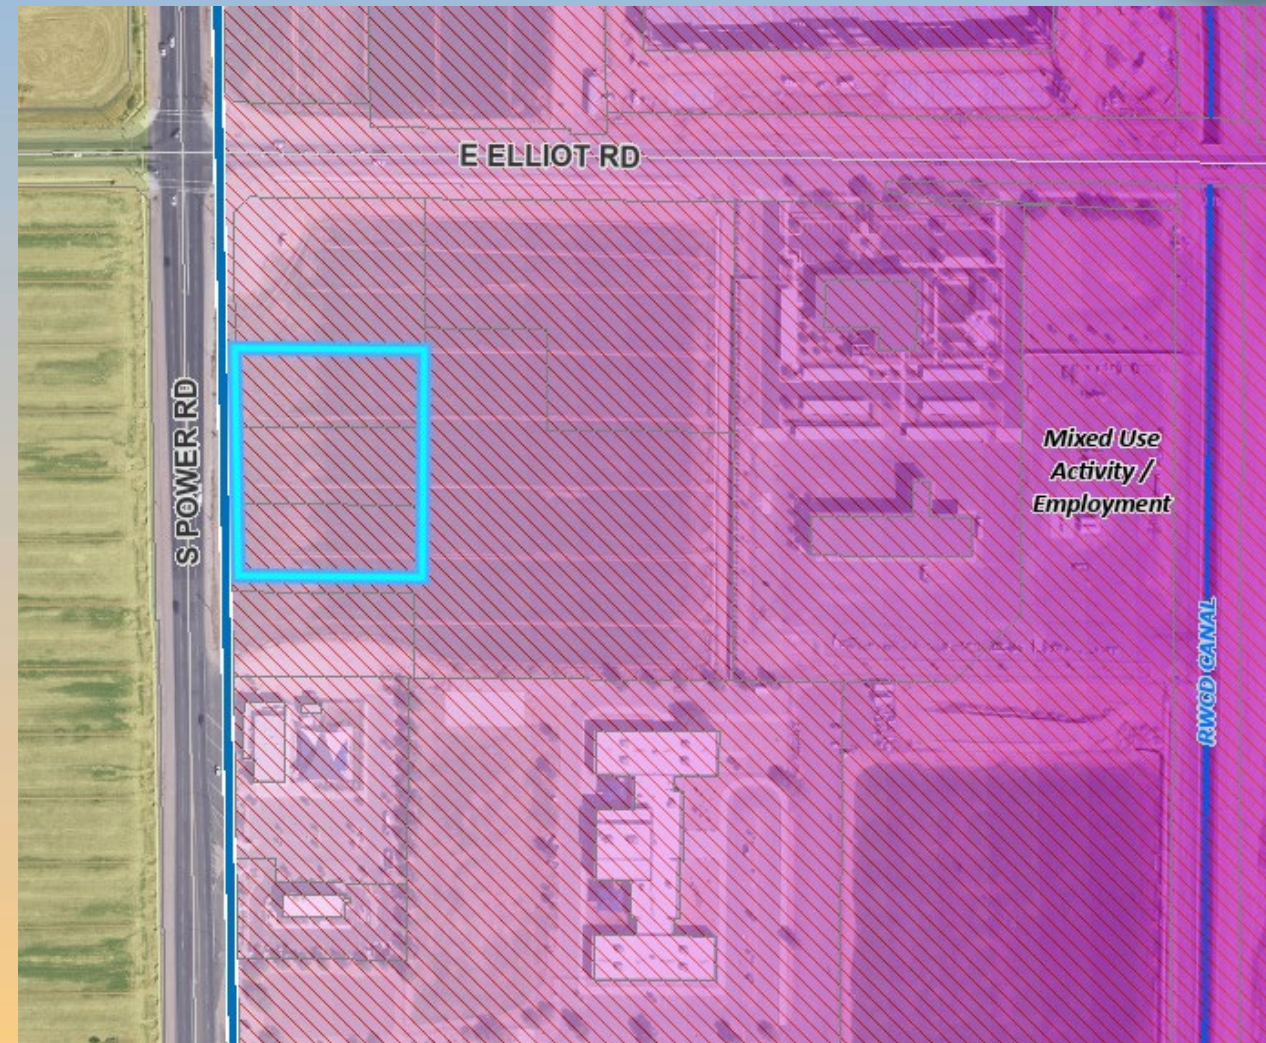 E ELLIOT RD
S POWER RD
Mixed Use
Activity /
Employment
RWCD CANAL